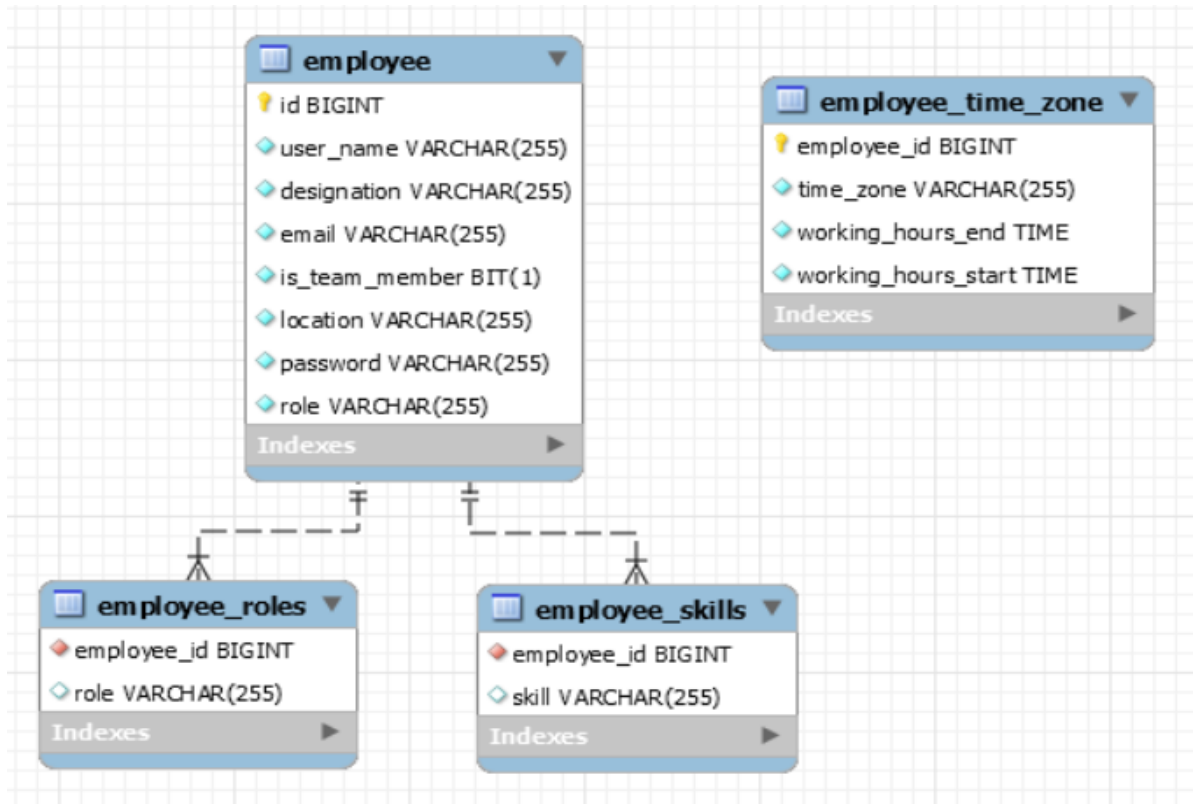 employee
id BIGINT
user_name VARCHAR(255)
designation VARCHAR(255)
email VARCHAR(255)
is_team_member BIT(1)
location VARCHAR(255)
password VARCHAR(255)
role VARCHAR(255)
Indexes
employee_time_zone
employee_id BIGINT
time_zone VARCHAR(255)
working_hours_end TIME
working_hours_start TIME
Indexes
employee_roles
employee_id BIGINT
role VARCHAR(255)
Indexes
employee_skills
employee_id BIGINT
skill VARCHAR(255)
Indexes